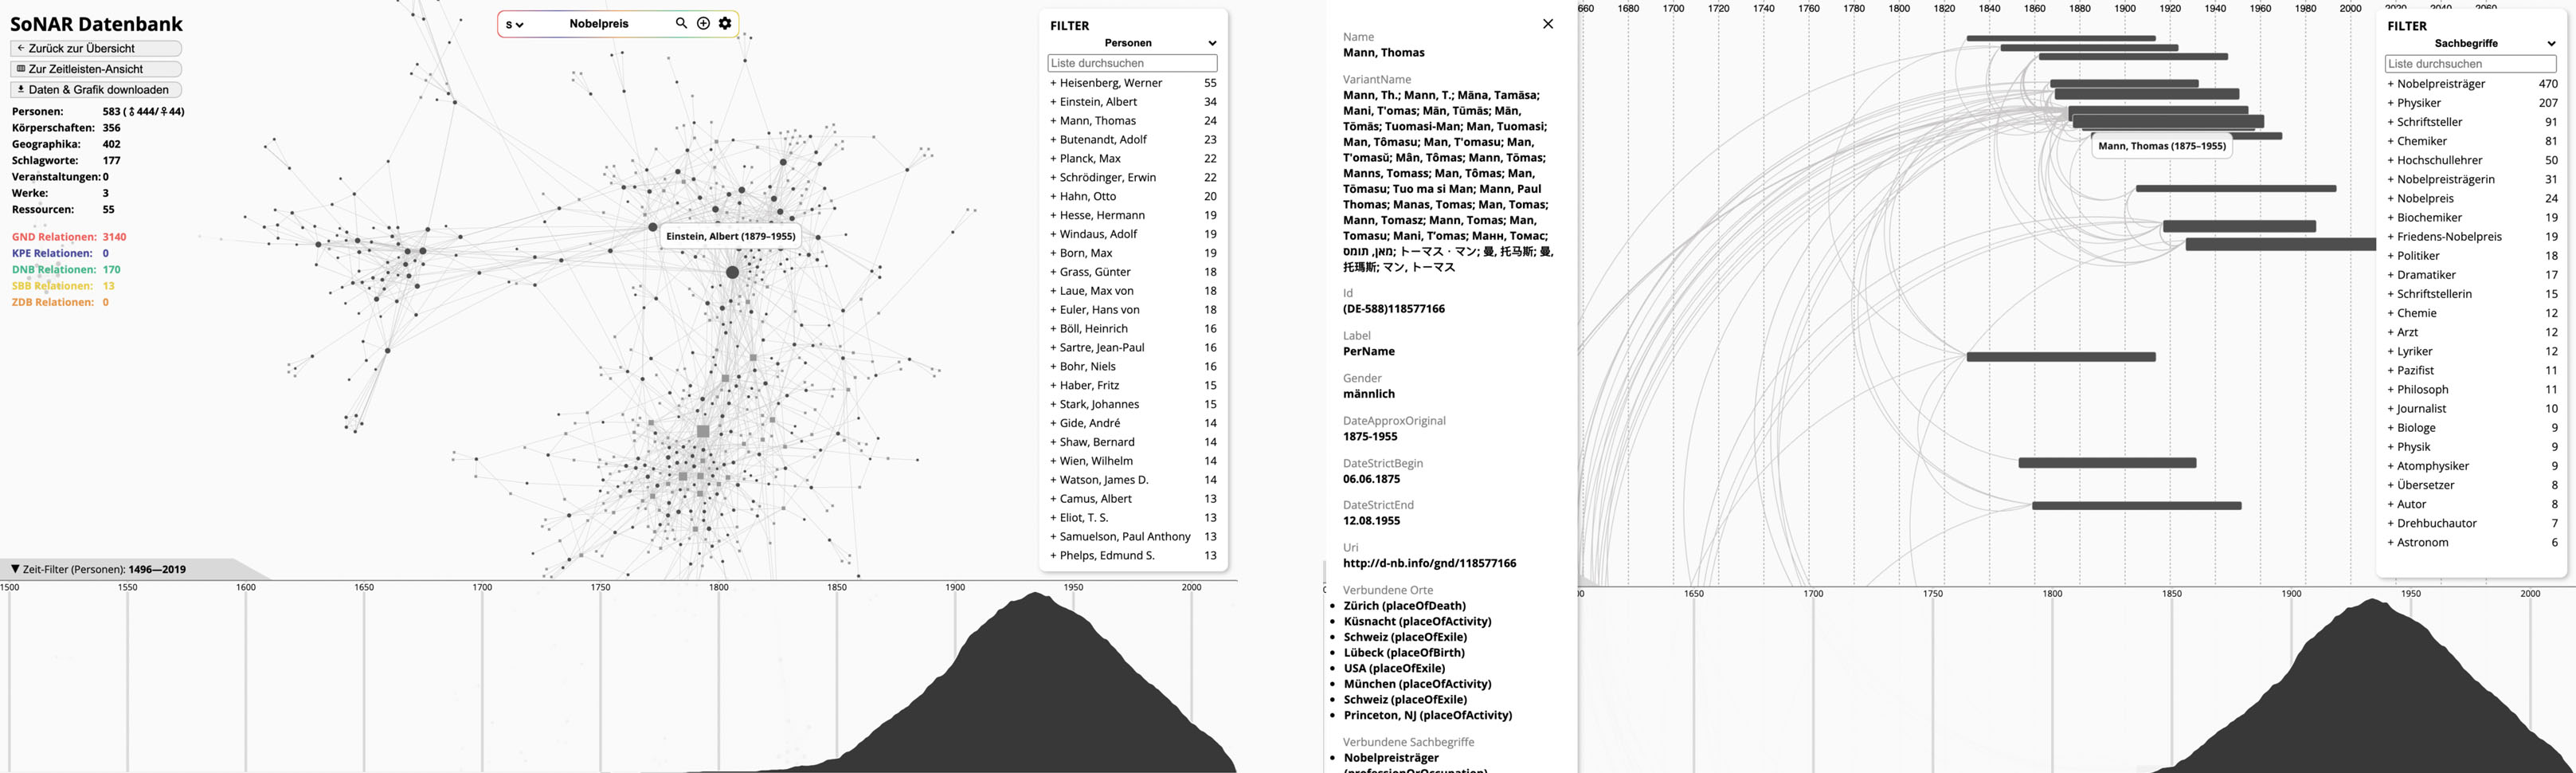 SoNAR Datenbank
← Zurück zur Übersicht
Zur Zeitleisten-Ansicht
Daten & Grafik downloaden
Personen: 583 (⚦444/♀44)
Körperschaften: 356
Geographika: 402
Schlagworte: 177
Veranstaltungen: 0
Werke: 3
Ressourcen: 55
GND Relationen: 3140
KPE Relationen: 0
DNB Relationen: 170
SBB Relationen: 13
ZDB Relationen: 0
S Nobelpreis
Einstein, Albert (1879–1955)
FILTER
Personen
Liste durchsuchen
+ Heisenberg, Werner 55
+ Einstein, Albert 34
+ Mann, Thomas 24
+ Butenandt, Adolf 23
+ Planck, Max 22
+ Schrödinger, Erwin 22
+ Hahn, Otto 20
+ Hesse, Hermann 19
+ Windaus, Adolf 19
+ Born, Max 19
+ Grass, Günter 18
+ Laue, Max von 18
+ Euler, Hans von 18
+ Böll, Heinrich 16
+ Sartre, Jean-Paul 16
+ Bohr, Niels 16
+ Haber, Fritz 15
+ Stark, Johannes 15
+ Gide, André 14
+ Shaw, Bernard 14
+ Wien, Wilhelm 14
+ Watson, James D. 14
+ Camus, Albert 13
+ Eliot, T. S. 13
+ Samuelson, Paul Anthony 13
+ Phelps, Edmund S. 13
▼ Zeit-Filter (Personen): 1496—2019
1500 1550 1600 1650 1700 1750 1800 1850 1900 1950 2000
Name
Mann, Thomas
VariantName
Mann, Th.; Mann, T.; Māna, Tamāsa;
Mani, T'omas; Mān, Tūmās; Mān,
Tōmās; Tuomasi-Man; Man, Tuomasi;
Man, Tōmasu; Man, T'omasu; Man,
T'omasŭ; Mân, Tômas; Mann, Tōmas;
Manns, Tomass; Man, Tômas; Man,
Tōmasu; Tuo ma si Man; Mann, Paul
Thomas; Manas, Tomas; Man, Tomas;
Mann, Tomasz; Mann, Tomas; Man,
Tomasu; Mani, T'omas; Манн, Томас;
מאן, תומס; トーマス・マン; 曼, 托马斯; 曼,
托瑪斯; マン, トーマス
Id
(DE-588)118577166
Label
PerName
Gender
männlich
DateApproxOriginal
1875-1955
DateStrictBegin
06.06.1875
DateStrictEnd
12.08.1955
Uri
http://d-nb.info/gnd/118577166
Verbundene Orte
• Zürich (placeOfDeath)
• Küsnacht (placeOfActivity)
• Schweiz (placeOfExile)
• Lübeck (placeOfBirth)
• USA (placeOfExile)
• München (placeOfActivity)
• Schweiz (placeOfExile)
• Princeton, NJ (placeOfActivity)
Verbundene Sachbegriffe
• Nobelpreisträger
(professionOrOccupation)
660 1680 1700 1720 1740 1760 1780 1800 1820 1840 1860 1880 1900 1920 1940 1960 1980 2000 2020 2040 2060
Mann, Thomas (1875–1955)
FILTER
Sachbegriffe
Liste durchsuchen
+ Nobelpreisträger 470
+ Physiker 207
+ Schriftsteller 91
+ Chemiker 81
+ Hochschullehrer 50
+ Nobelpreisträgerin 31
+ Nobelpreis 24
+ Biochemiker 19
+ Friedens-Nobelpreis 19
+ Politiker 18
+ Dramatiker 17
+ Schriftstellerin 15
+ Chemie 12
+ Arzt 12
+ Lyriker 12
+ Pazifist 11
+ Philosoph 11
+ Journalist 10
+ Biologe 9
+ Physik 9
+ Atomphysiker 9
+ Übersetzer 8
+ Autor 8
+ Drehbuchautor 7
+ Astronom 6
1650 1700 1750 1800 1850 1900 1950 2000